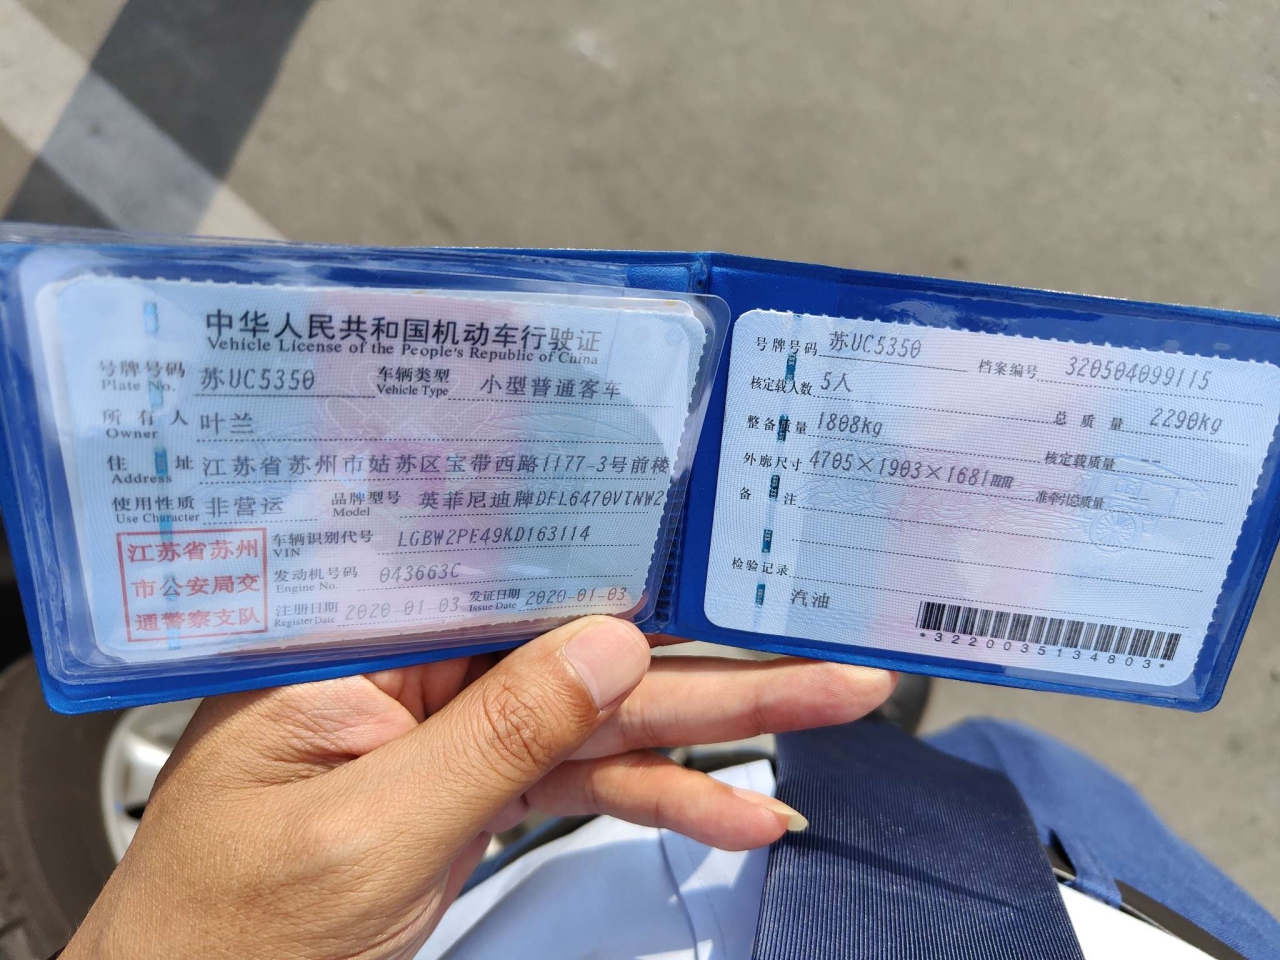 中华人民共和国机动车行驶证
Vehicle License of the People's Republic of China
号牌号码 苏UC5350 车辆类型 小型普通客车
Plate No. Vehicle Type
所有人 叶兰
Owner
住址 江苏省苏州市姑苏区宝带西路1177-3号前楼
Address
使用性质 非营运 品牌型号 英菲尼迪牌DFL6470VTNW2
Use Character Model
江苏省苏州
市公安局交
通警察支队
车辆识别代号 LGBW2PE49KD163114
VIN
发动机号码 043663C
Engine No.
注册日期 2020-01-03 发证日期 2020-01-03
Register Date Issue Date
号牌号码 苏UC5350 档案编号 320504099115
核定载人数 5人 总质量 2290kg
整备质量 1808kg 核定载质量 --
外廓尺寸 4705×1903×1681mm 准牵引总质量 --
备注
检验记录
汽油
*3220035134803*